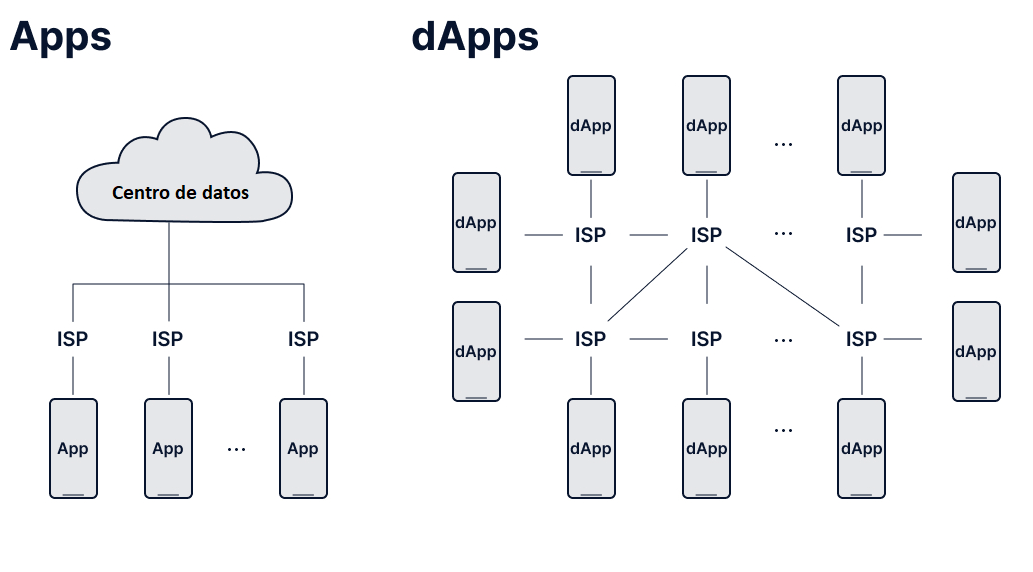 Apps
Centro de datos
ISP ISP ISP
App App ... App
dApps
dApp dApp ... dApp
dApp dApp
ISP ISP ... ISP
ISP ISP ... ISP
dApp dApp
dApp dApp ... dApp